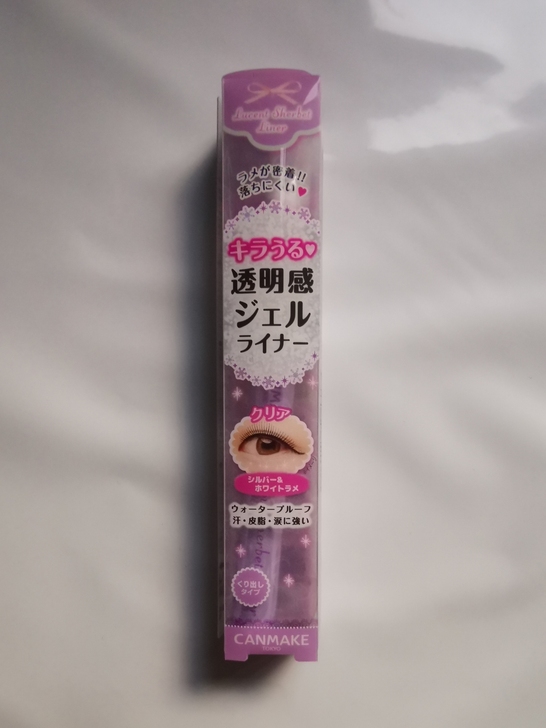 Lucent Sherbet
Liner
ラメが密着!!
落ちにくい♥
キラうる♡
透明感
ジェル
ライナー
クリア
シルバー&
ホワイトラメ
ウォータープルーフ
汗・皮脂・涙に強い
くり出し
タイプ
CANMAKE
TOKYO